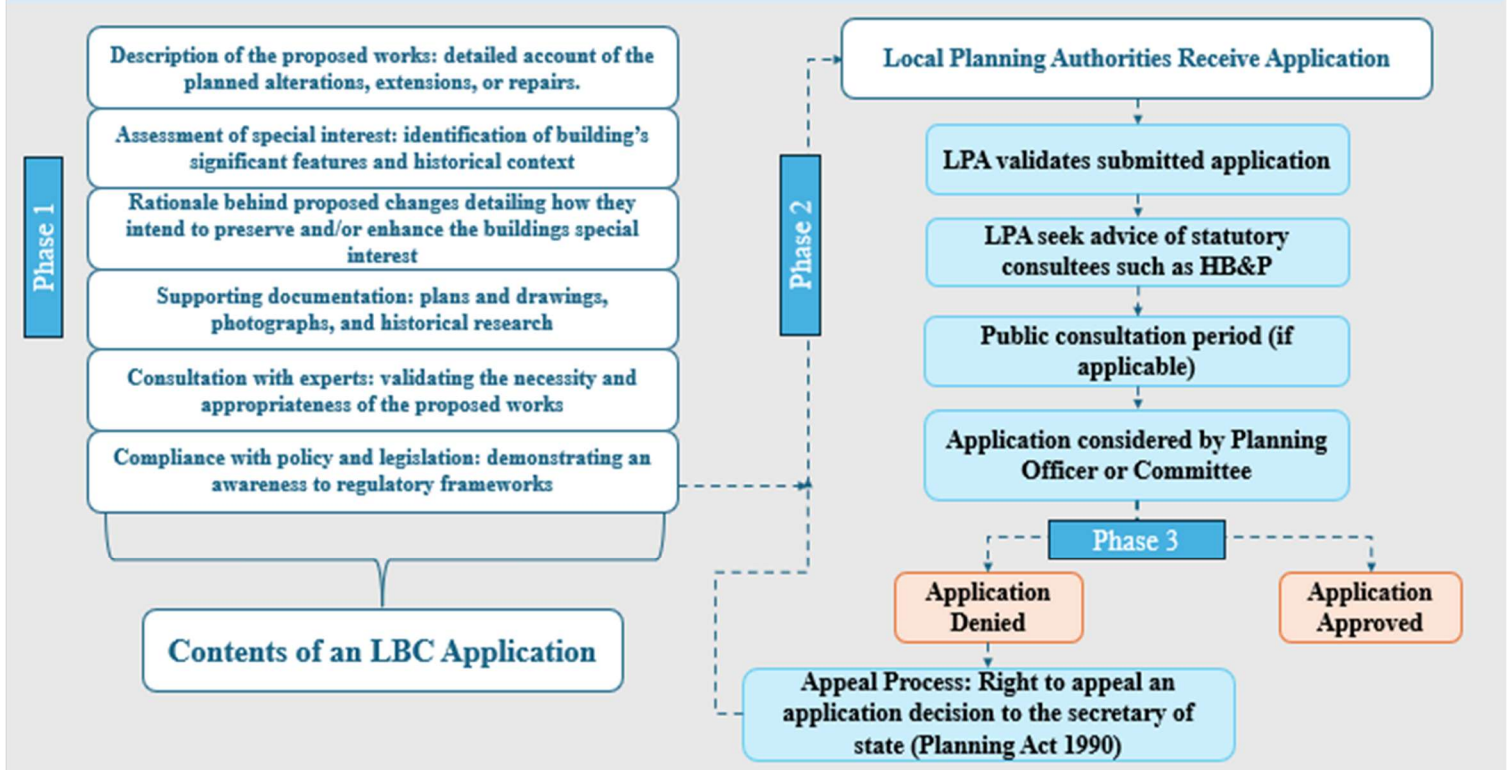 Phase 1
Description of the proposed works: detailed account of the
planned alterations, extensions, or repairs.
Assessment of special interest: identification of building's
significant features and historical context
Rationale behind proposed changes detailing how they
intend to preserve and/or enhance the buildings special
interest
Supporting documentation: plans and drawings,
photographs, and historical research
Consultation with experts: validating the necessity and
appropriateness of the proposed works
Compliance with policy and legislation: demonstrating an
awareness to regulatory frameworks
Contents of an LBC Application
Phase 2
Local Planning Authorities Receive Application
LPA validates submitted application
LPA seek advice of statutory
consultees such as HB&P
Public consultation period (if
applicable)
Application considered by Planning
Officer or Committee
Phase 3
Application
Denied
Application
Approved
Appeal Process: Right to appeal an
application decision to the secretary of
state (Planning Act 1990)